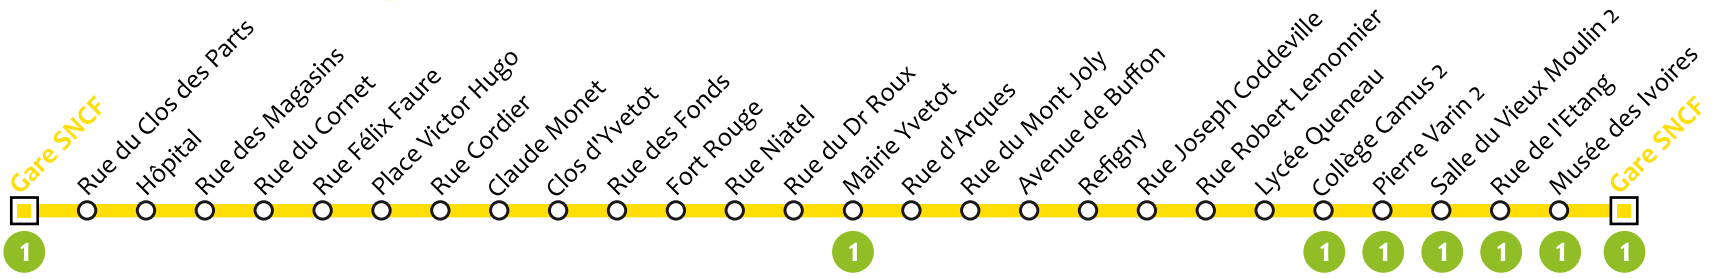 Gare SNCF
Rue du Clos des Parts
Hôpital
Rue des Magasins
Rue du Cornet
Rue Félix Faure
Place Victor Hugo
Rue Cordier
Claude Monet
Clos d'Yvetot
Rue des Fonds
Fort Rouge
Rue Niatel
Rue du Dr Roux
Mairie Yvetot
Rue d'Arques
Rue du Mont Joly
Avenue de Buffon
Refigny
Rue Joseph Coddeville
Rue Robert Lemonnier
Lycée Queneau
Collège Camus 2
Pierre Varin 2
Salle du Vieux Moulin 2
Rue de l'Etang
Musée des Ivoires
Gare SNCF
1
1
1
1
1
1
1
1